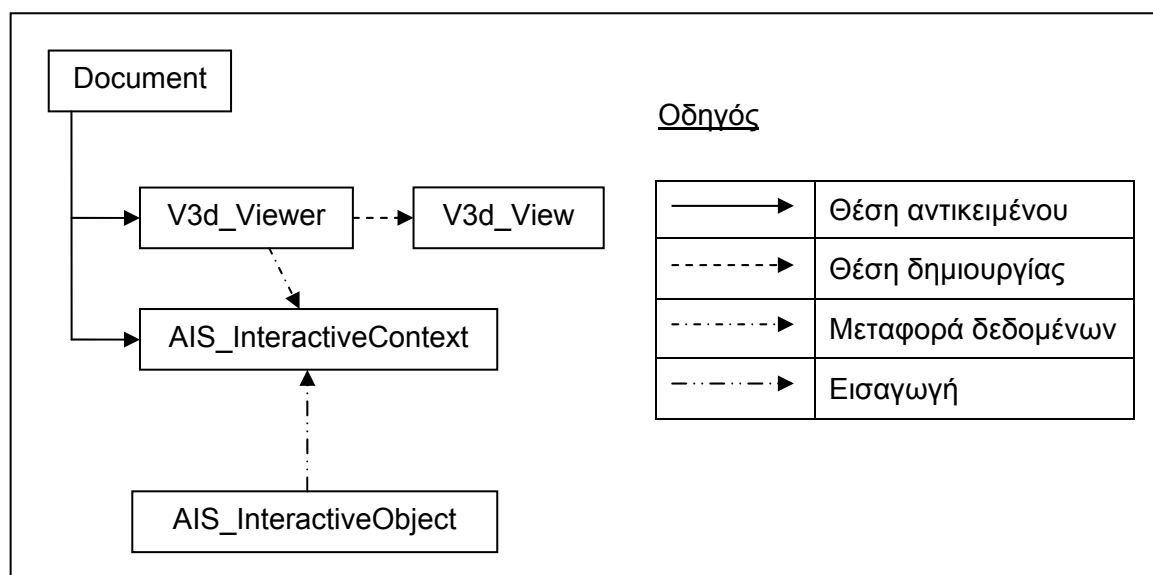 Document
V3d_Viewer
V3d_View
AIS_InteractiveContext
AIS_InteractiveObject
Οδηγός
Θέση αντικειμένου
Θέση δημιουργίας
Μεταφορά δεδομένων
Εισαγωγή